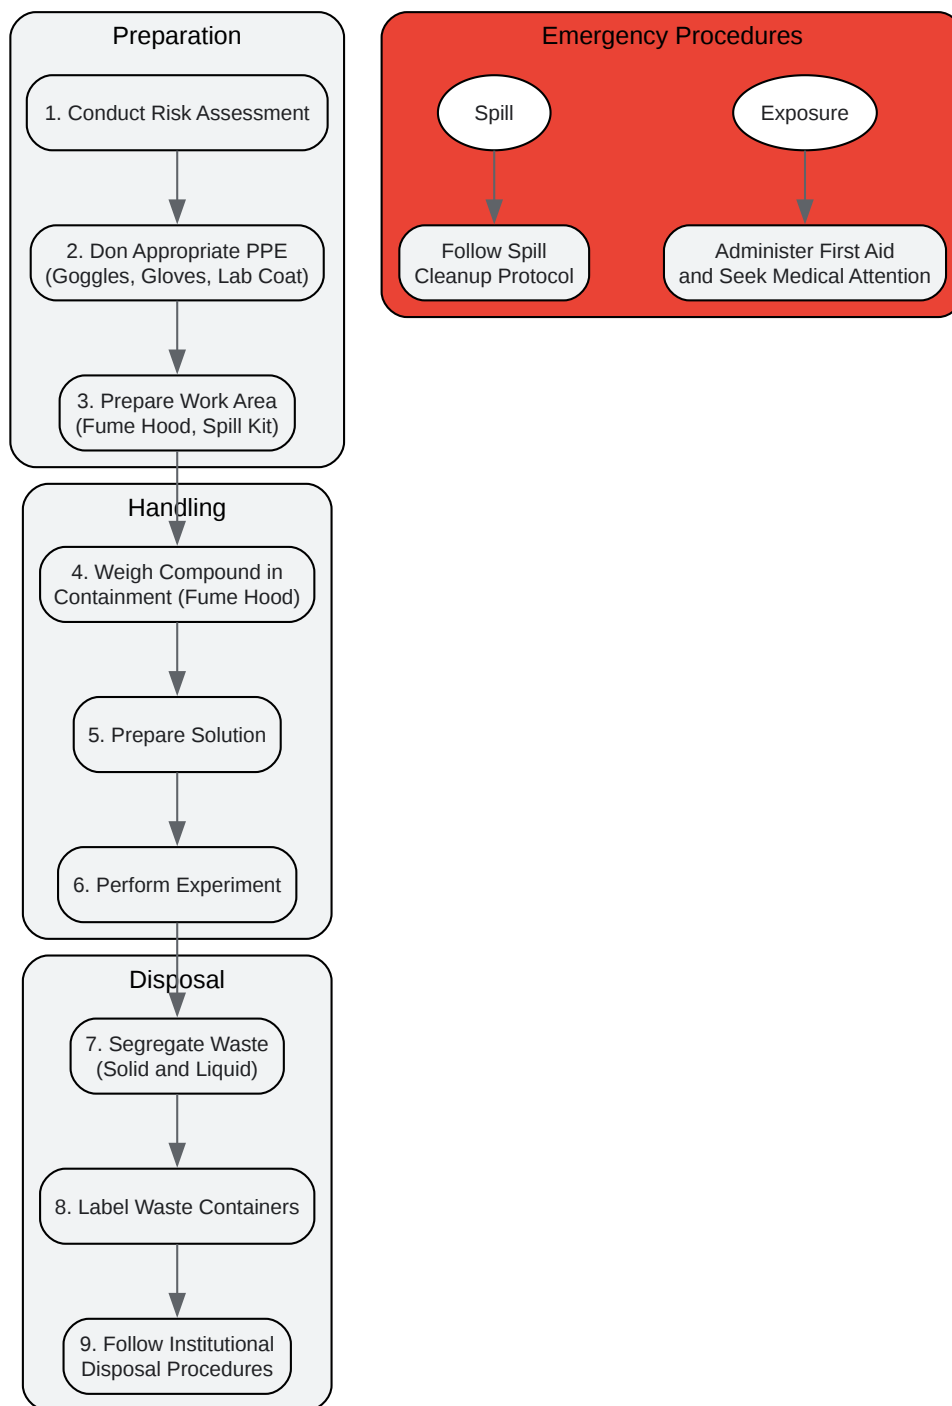 Preparation
1. Conduct Risk Assessment
2. Don Appropriate PPE
(Goggles, Gloves, Lab Coat)
3. Prepare Work Area
(Fume Hood, Spill Kit)
Handling
4. Weigh Compound in
Containment (Fume Hood)
5. Prepare Solution
6. Perform Experiment
Disposal
7. Segregate Waste
(Solid and Liquid)
8. Label Waste Containers
9. Follow Institutional
Disposal Procedures
Emergency Procedures
Spill
Follow Spill
Cleanup Protocol
Exposure
Administer First Aid
and Seek Medical Attention